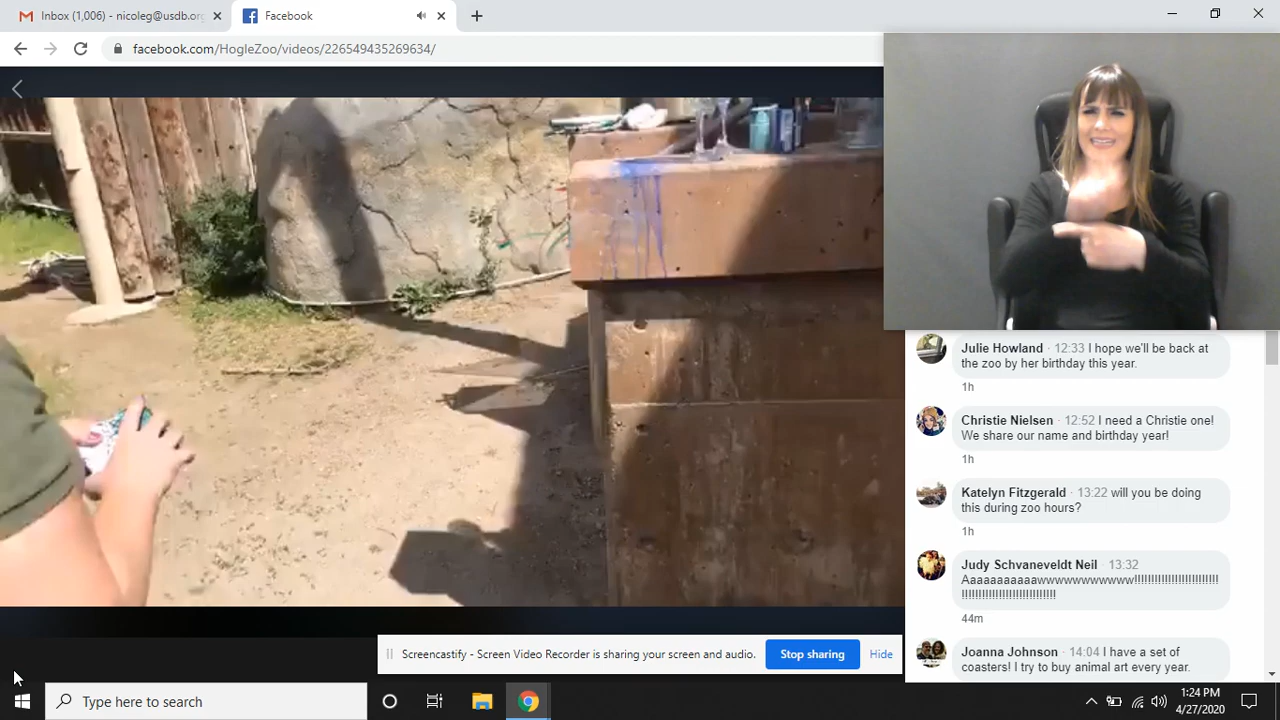 Inbox (1,006) - nicoleg@usdb.org
Facebook
facebook.com/HogleZoo/videos/226549435269634/
Julie Howland · 12:33 I hope we'll be back at
the zoo by her birthday this year.
1h
Christie Nielsen · 12:52 I need a Christie one!
We share our name and birthday year!
1h
Katelyn Fitzgerald · 13:22 will you be doing
this during zoo hours?
1h
Judy Schvaneveldt Neil · 13:32
Aaaaaaaaaaawwwwwwwwwww!!!!!!!!!!!!!!!!!!!!!!!!!
!!!!!!!!!!!!!!!!!!!!!!!!!!!!
44m
Joanna Johnson · 14:04 I have a set of
coasters! I try to buy animal art every year.
Screencastify - Screen Video Recorder is sharing your screen and audio.
Stop sharing
Hide
Type here to search
1:24 PM
4/27/2020